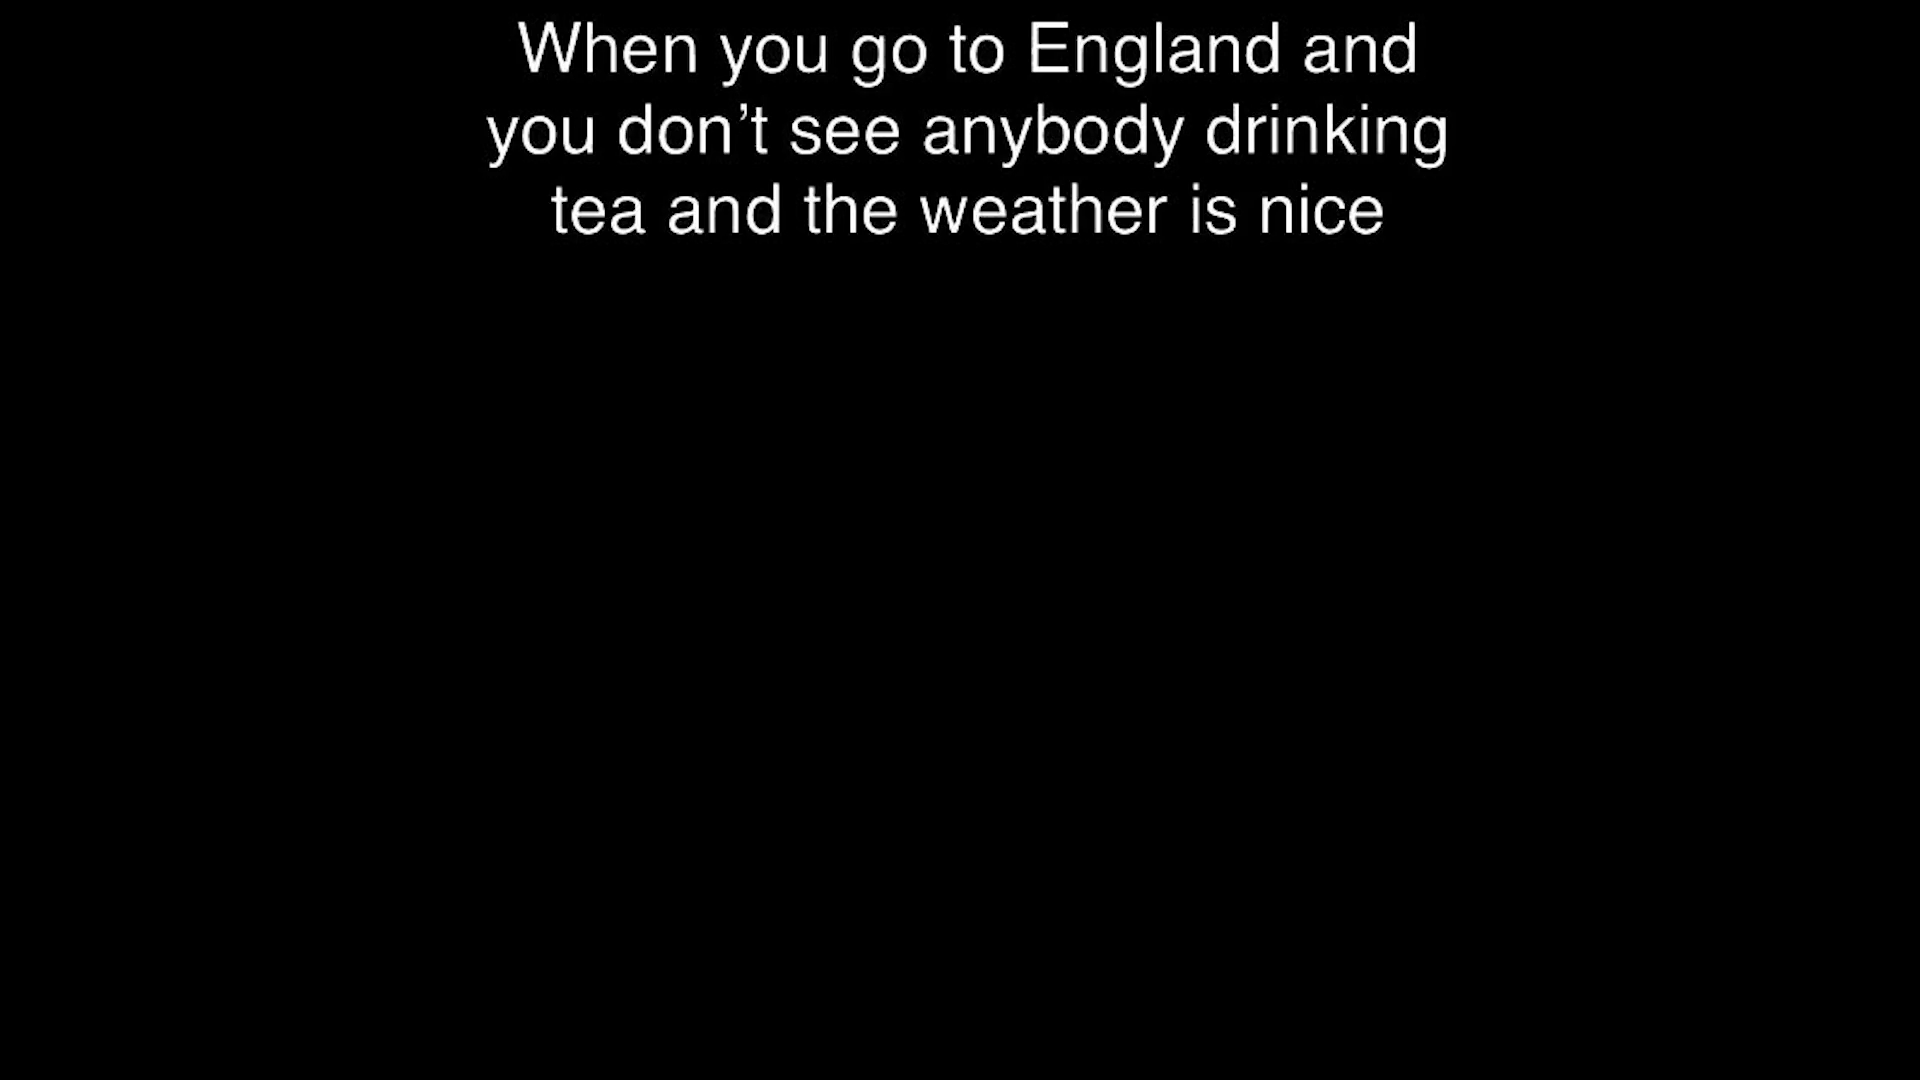 When you go to England and
you don’t see anybody drinking
tea and the weather is nice